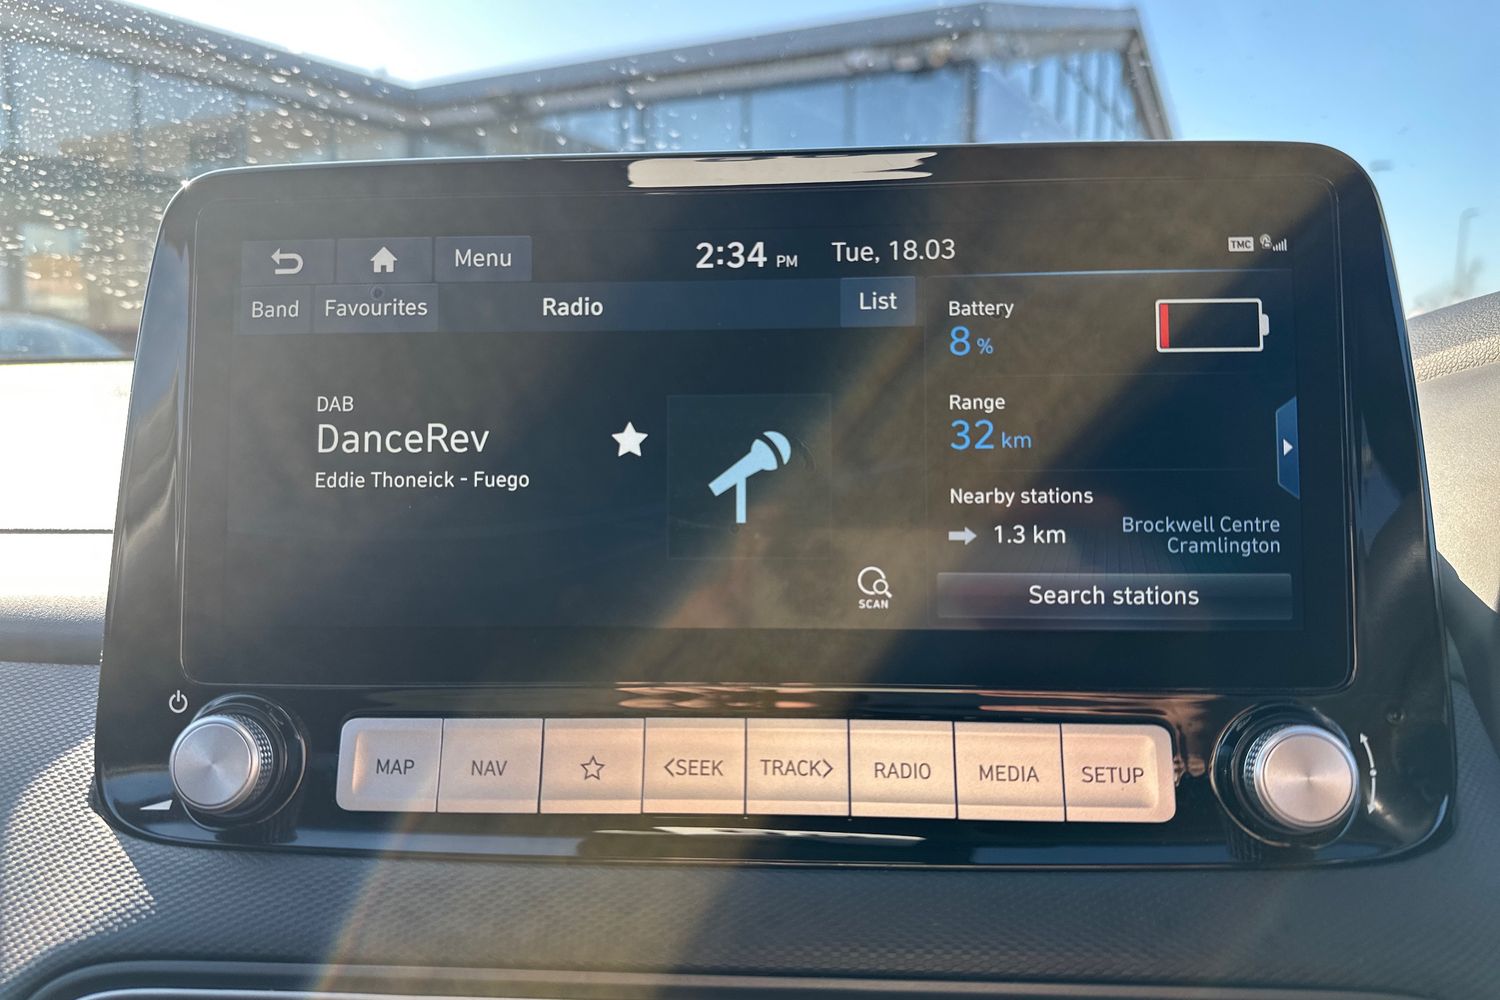 Menu
2:34 PM
Tue, 18.03
TMC
Band
Favourites
Radio
List
DAB
DanceRev
Eddie Thoneick - Fuego
SCAN
Battery
8 %
Range
32 km
Nearby stations
1.3 km
Brockwell Centre
Cramlington
Search stations
MAP
NAV
<SEEK
TRACK>
RADIO
MEDIA
SETUP